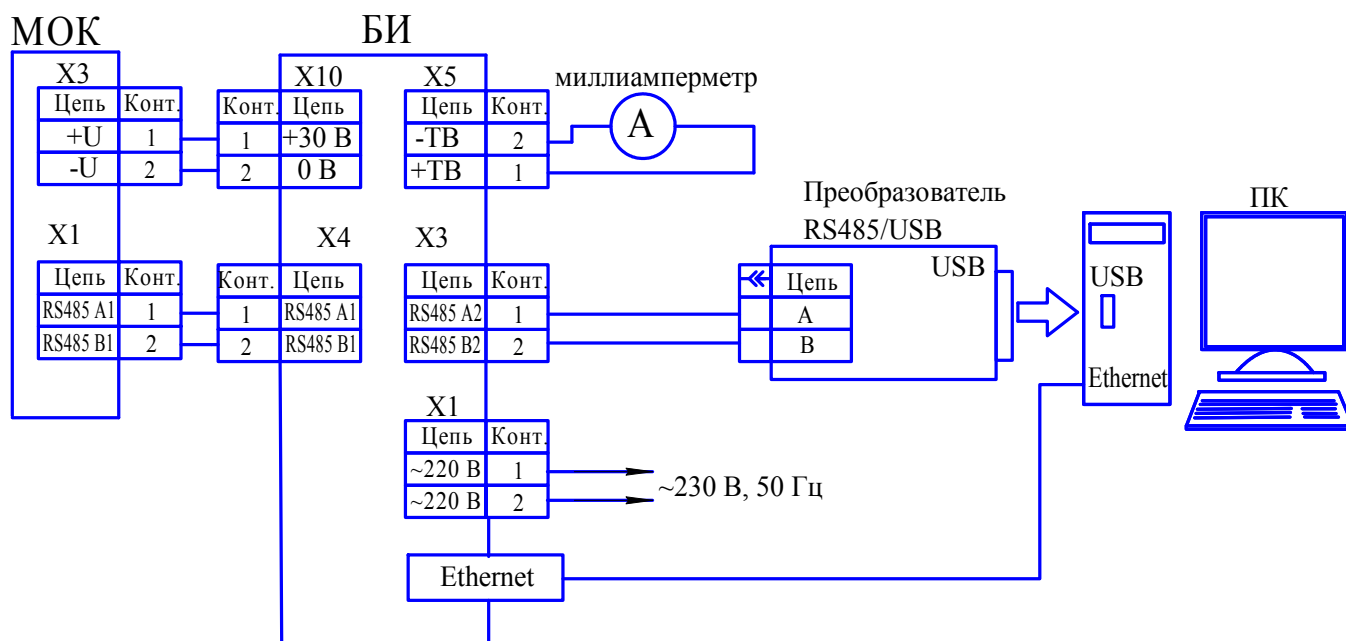 МОК
БИ
X3
Цепь Конт.
+U 1
-U 2
X10
Конт. Цепь
1 +30 В
2 0 В
X5
Цепь Конт.
-ТВ 2
+ТВ 1
миллиамперметр
А
X1
Цепь Конт.
RS485 A1 1
RS485 B1 2
X4
Конт. Цепь
1 RS485 A1
2 RS485 B1
X3
Цепь Конт.
RS485 A2 1
RS485 B2 2
Преобразователь
RS485/USB
USB
Цепь
А
В
ПК
USB
Ethernet
X1
Цепь Конт.
~220 В 1
~220 В 2
~230 В, 50 Гц
Ethernet